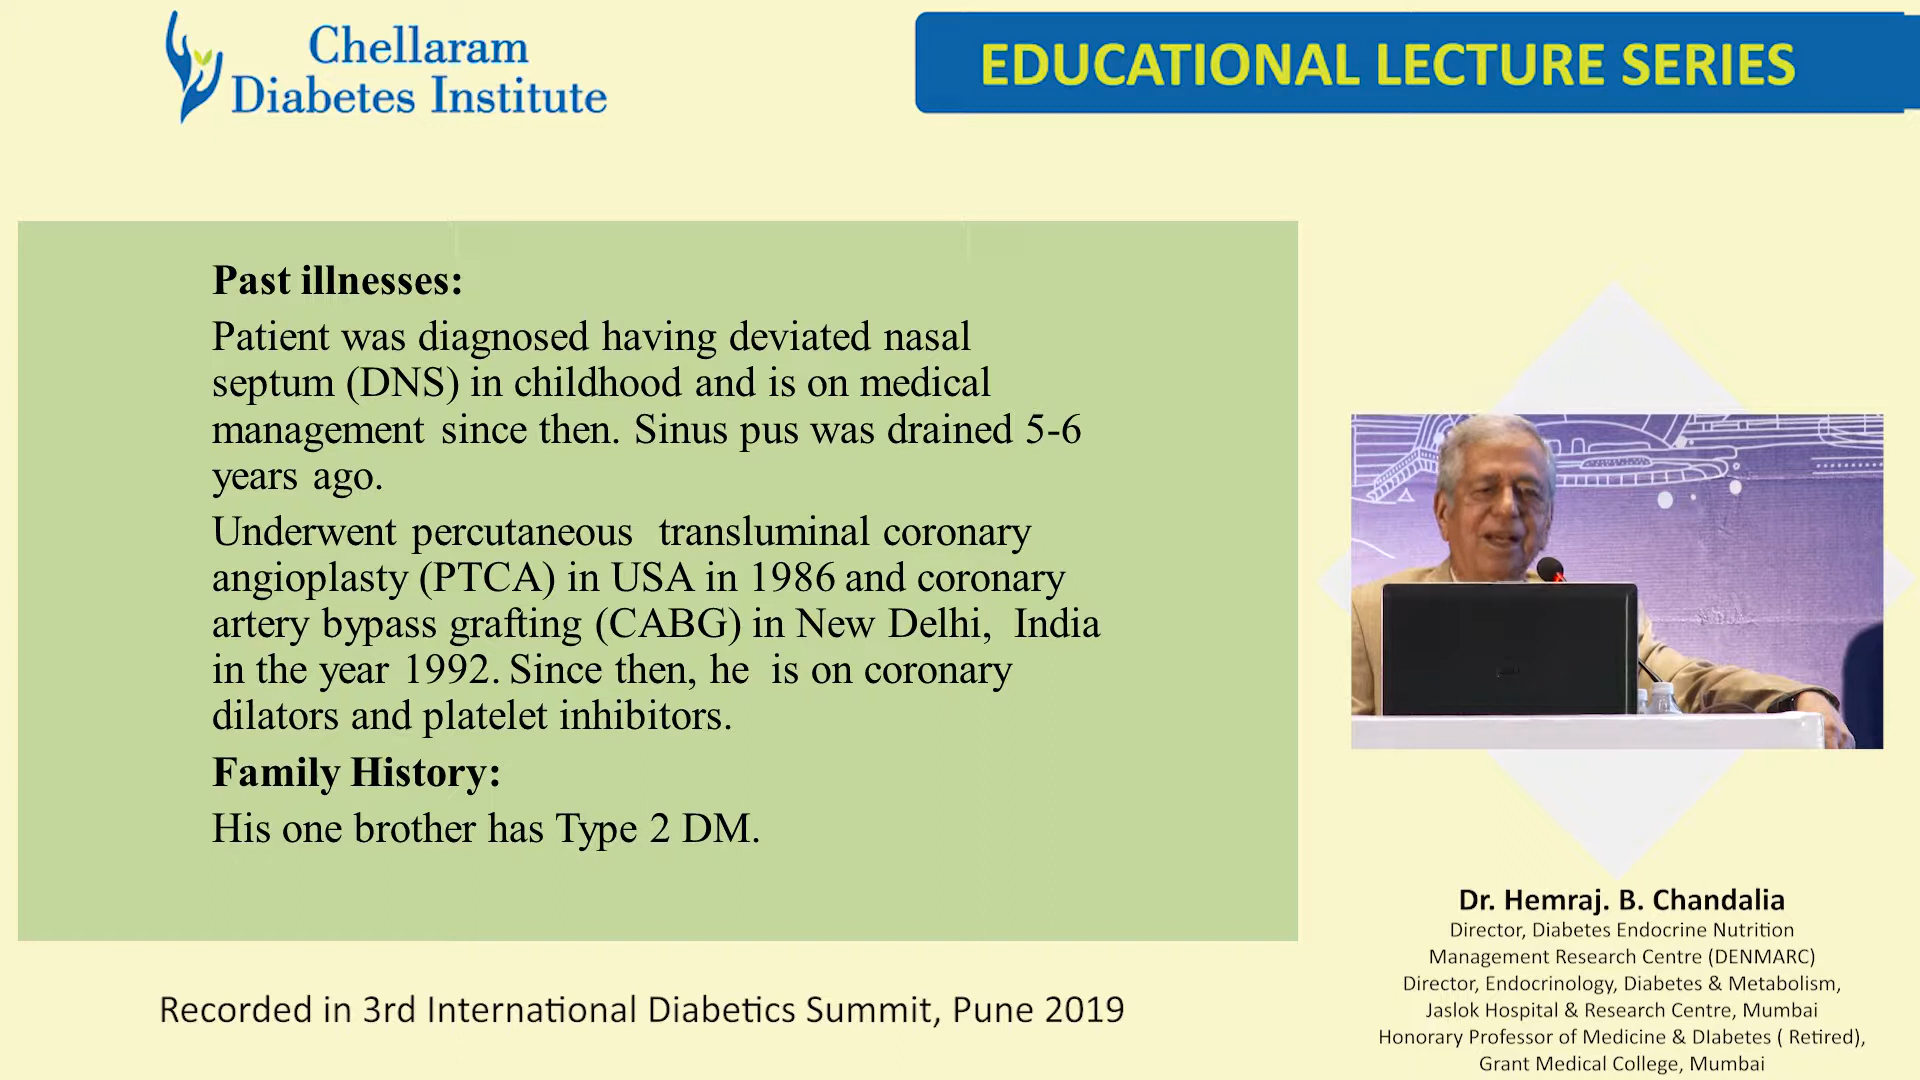 Chellaram
Diabetes Institute
EDUCATIONAL LECTURE SERIES
Past illnesses:
Patient was diagnosed having deviated nasal
septum (DNS) in childhood and is on medical
management since then. Sinus pus was drained 5-6
years ago.
Underwent percutaneous transluminal coronary
angioplasty (PTCA) in USA in 1986 and coronary
artery bypass grafting (CABG) in New Delhi, India
in the year 1992. Since then, he is on coronary
dilators and platelet inhibitors.
Family History:
His one brother has Type 2 DM.
Recorded in 3rd International Diabetics Summit, Pune 2019
Dr. Hemraj. B. Chandalia
Director, Diabetes Endocrine Nutrition
Management Research Centre (DENMARC)
Director, Endocrinology, Diabetes & Metabolism,
Jaslok Hospital & Research Centre, Mumbai
Honorary Professor of Medicine & DIabetes ( Retired),
Grant Medical College, Mumbai